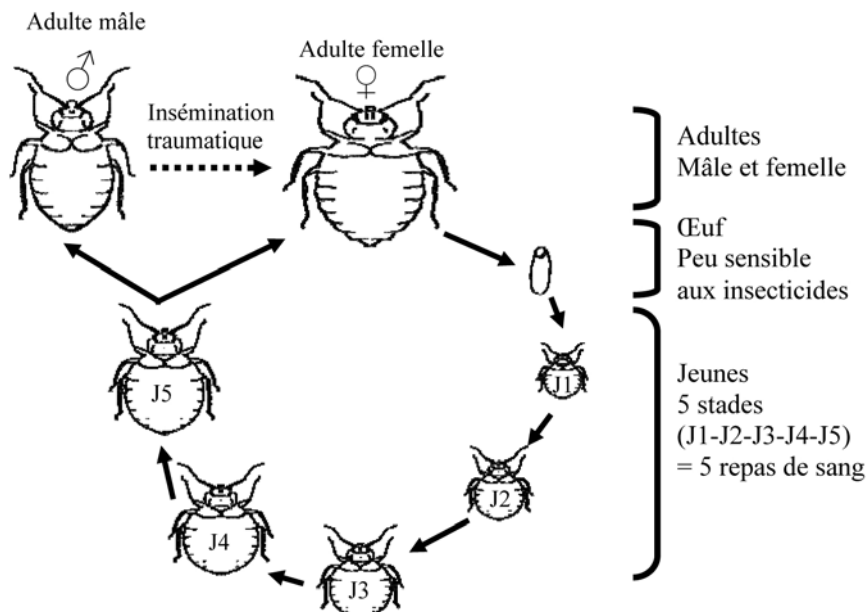 Adulte mâle
♂
Adulte femelle
♀
Insémination
traumatique
Adultes
Mâle et femelle
Œuf
Peu sensible
aux insecticides
J1
J2
J3
J4
J5
Jeunes
5 stades
(J1-J2-J3-J4-J5)
= 5 repas de sang